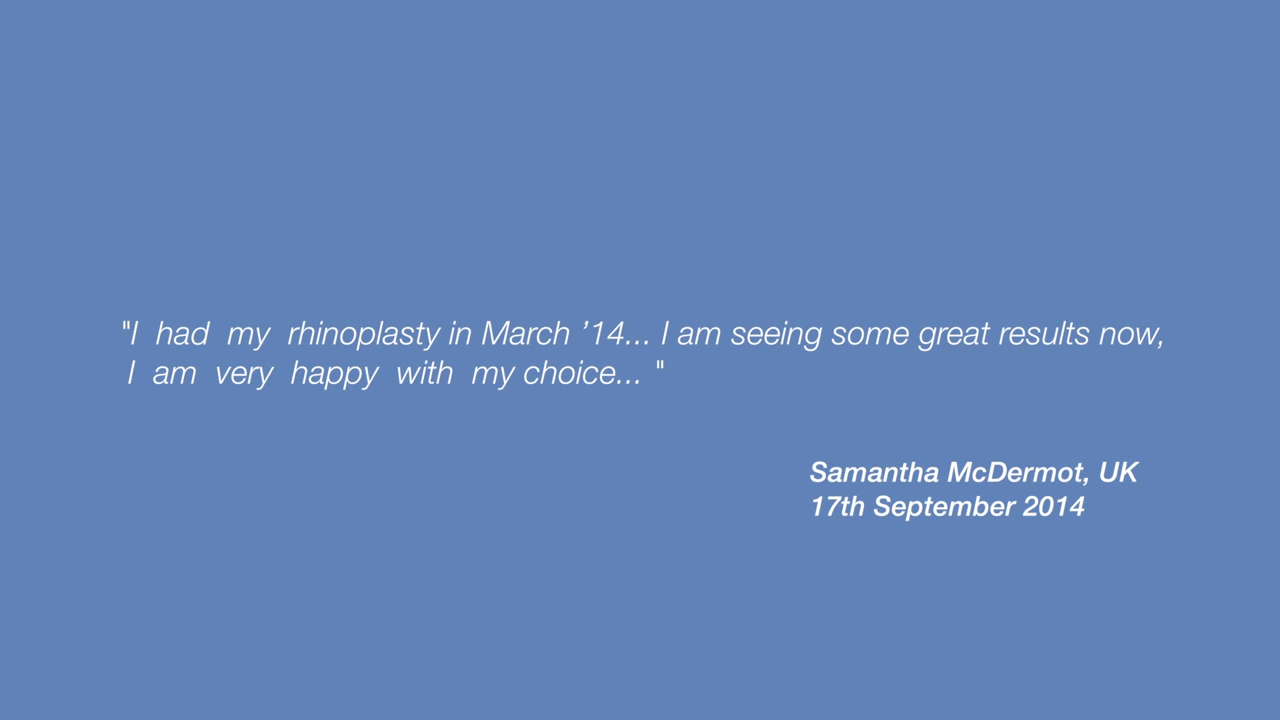 "I had my rhinoplasty in March ’14... I am seeing some great results now,
I am very happy with my choice... "
Samantha McDermot, UK
17th September 2014